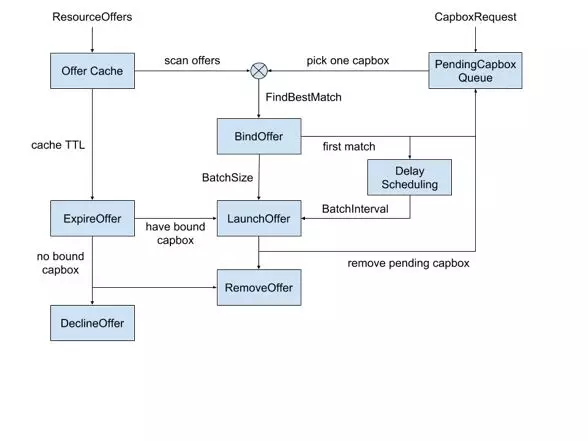 ResourceOffers
CapboxRequest
Offer Cache
scan offers
pick one capbox
PendingCapbox
Queue
FindBestMatch
cache TTL
BindOffer
first match
BatchSize
Delay
Scheduling
ExpireOffer
have bound
capbox
LaunchOffer
BatchInterval
no bound
capbox
remove pending capbox
RemoveOffer
DeclineOffer